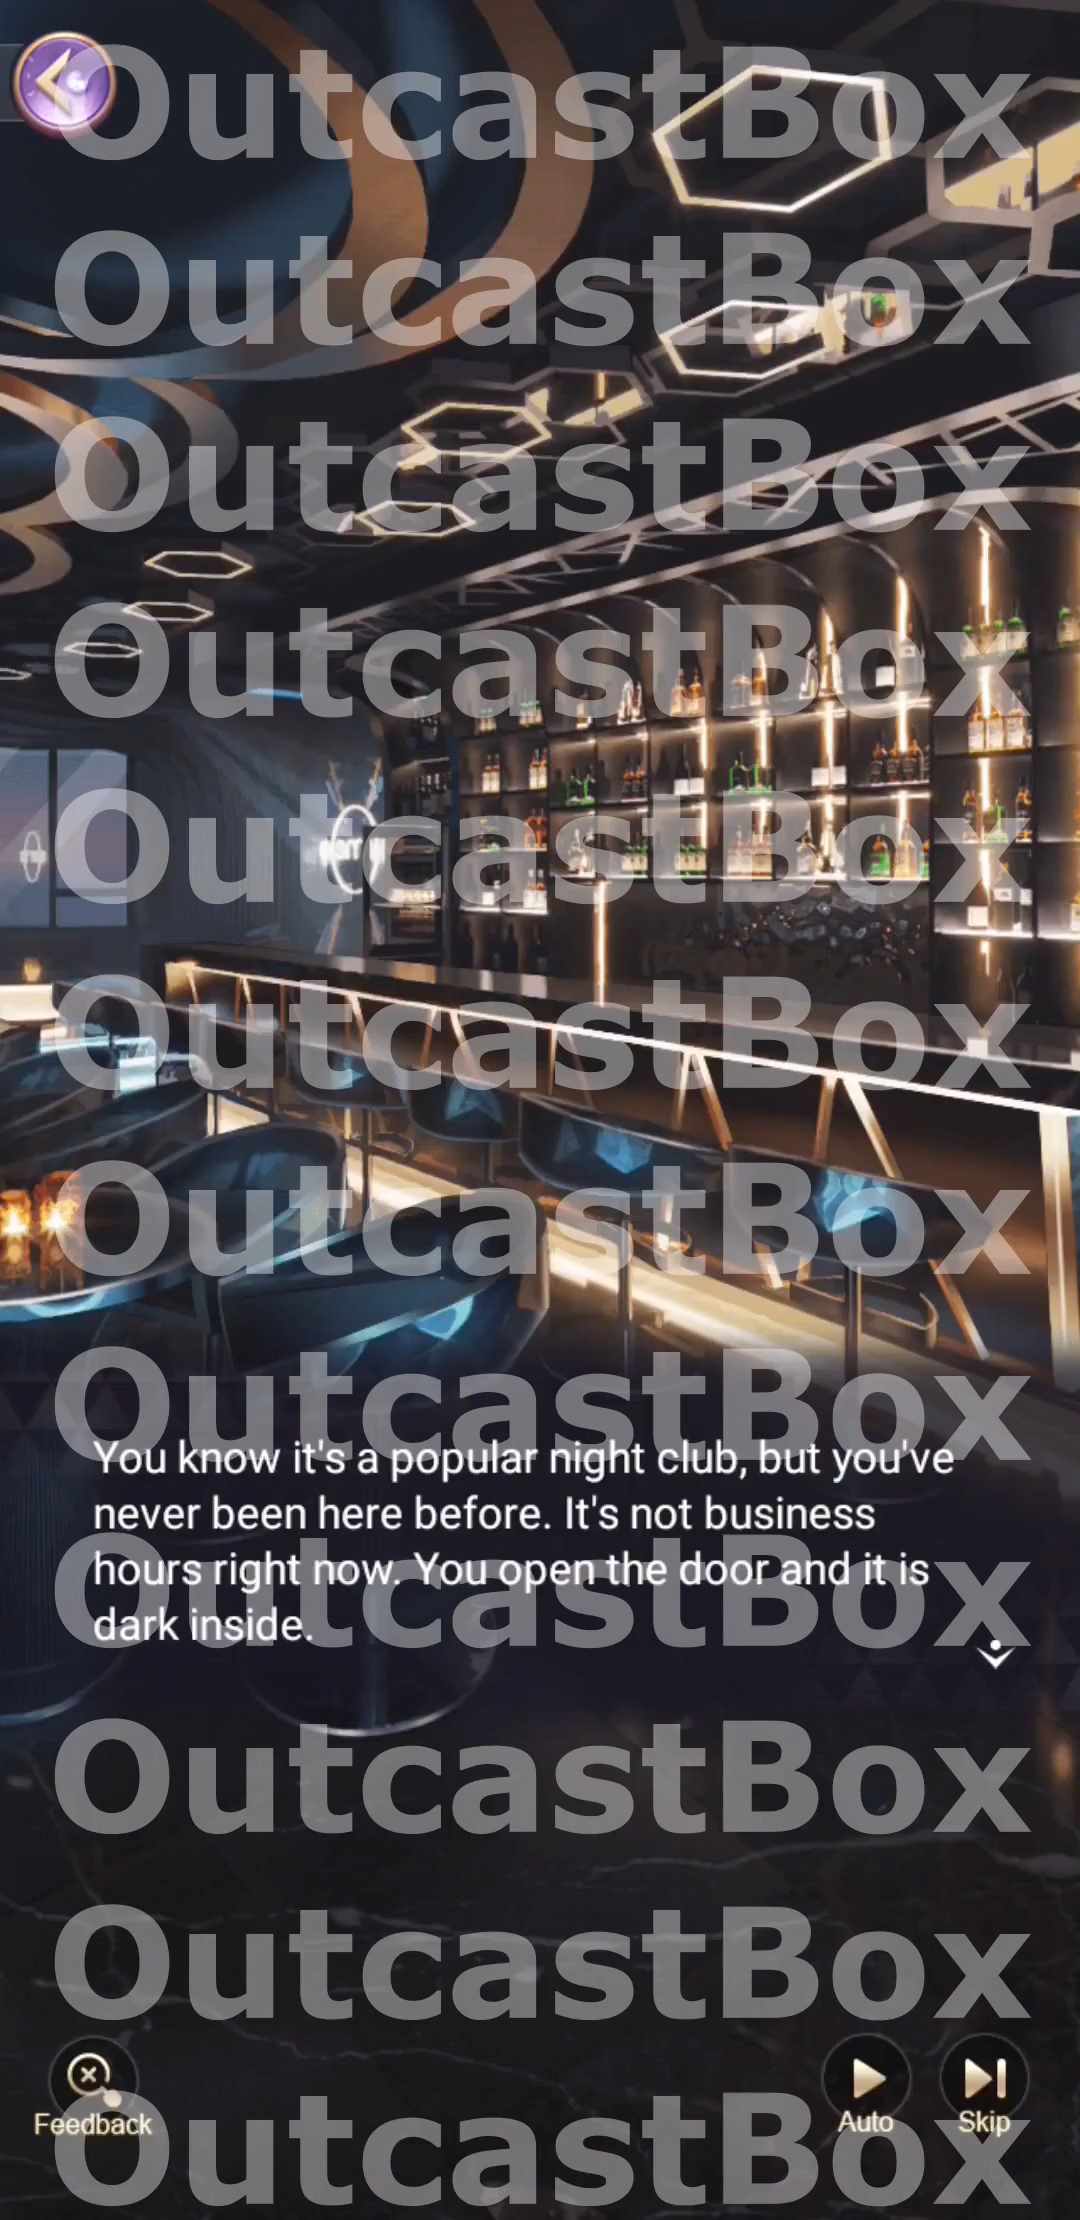 OutcastBox
OutcastBox
OutcastBox
OutcastBox
OutcastBox
OutcastBox
OutcastBox
OutcastBox
You know it's a popular night club, but you've
never been here before. It's not business
hours right now. You open the door and it is
dark inside.
OutcastBox
OutcastBox
OutcastBox
Feedback
Auto
Skip
OutcastBox